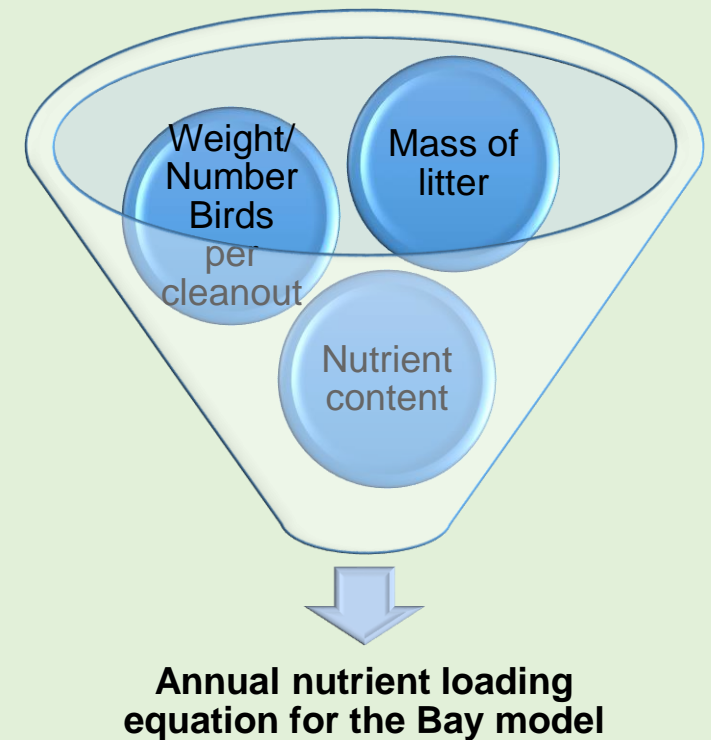 Weight/
Number
Birds
per
cleanout
Mass of
litter
Nutrient
content
Annual nutrient loading
equation for the Bay model